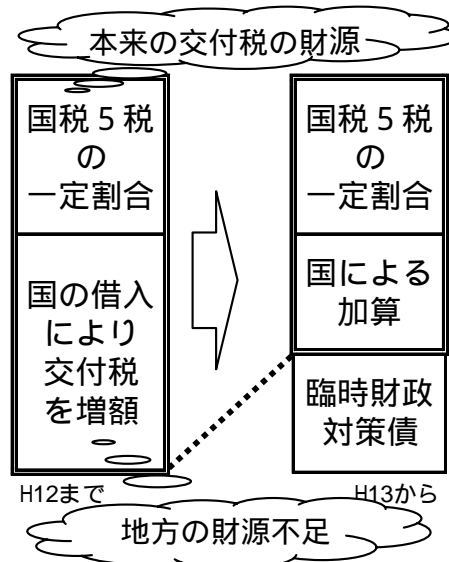 本来の交付税の財源
国税5税
の
一定割合
国の借入
により
交付税
を増額
H12まで
国税5税
の
一定割合
国による
加算
臨時財政
対策債
H13から
地方の財源不足